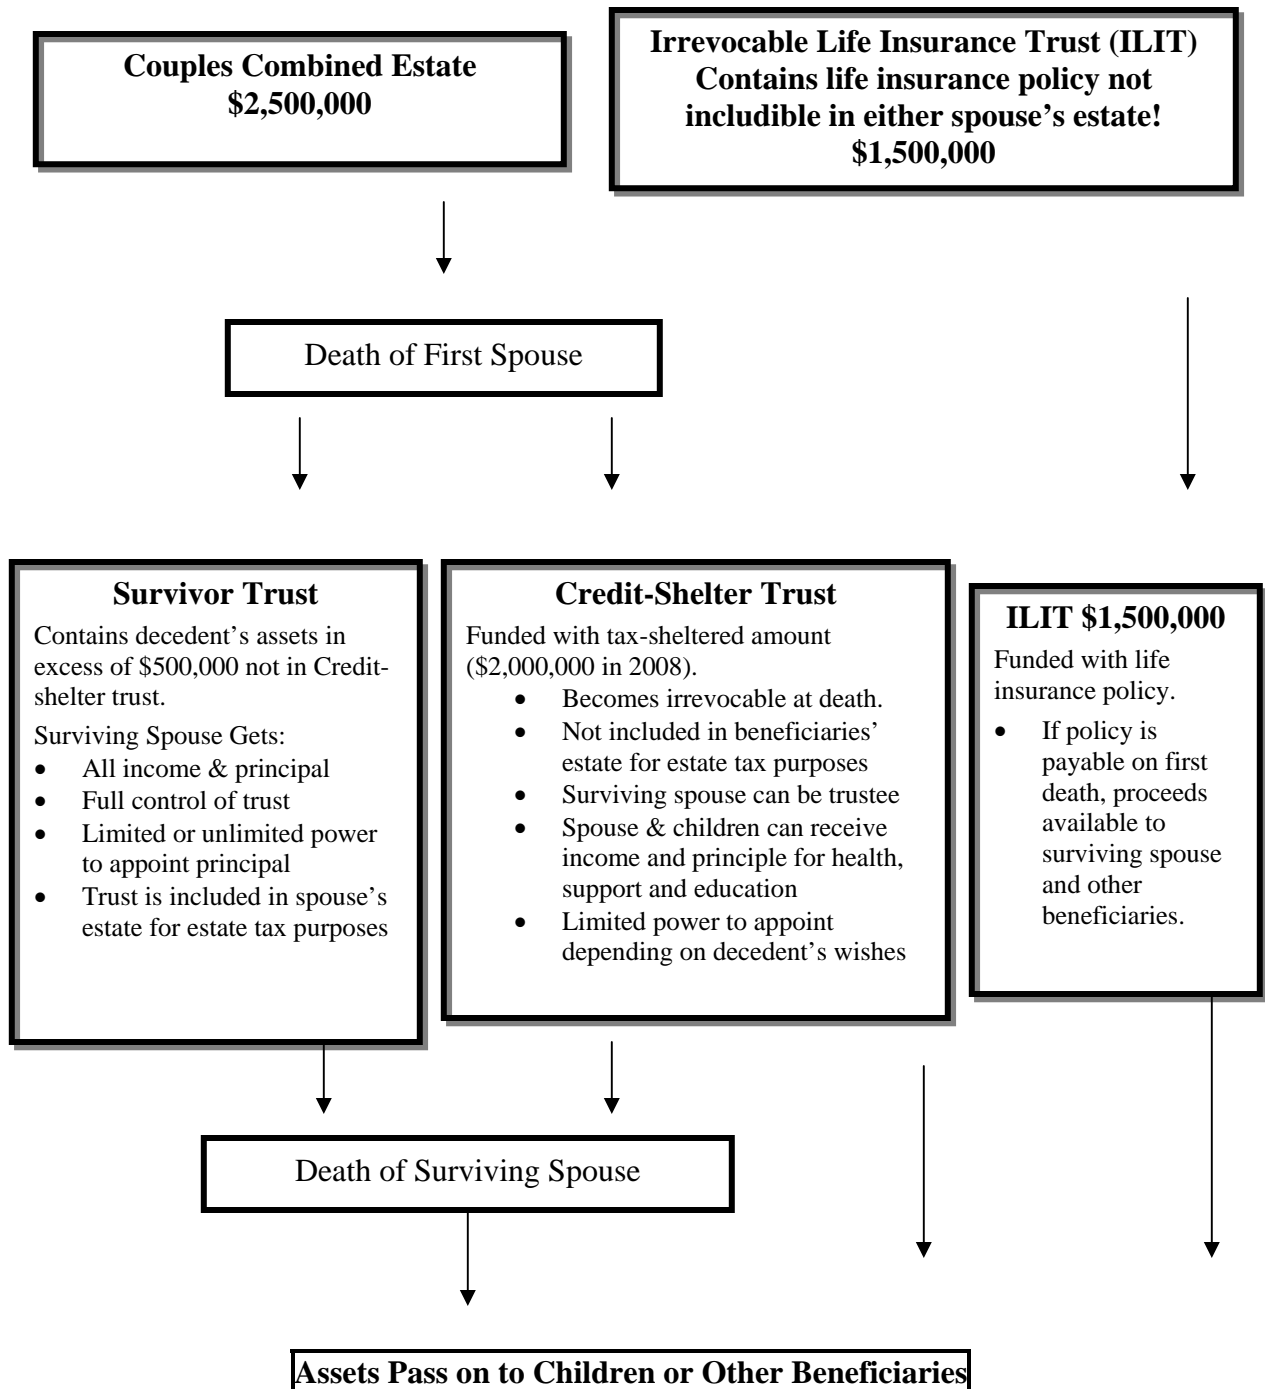 Couples Combined Estate
$2,500,000
Irrevocable Life Insurance Trust (ILIT)
Contains life insurance policy not
includible in either spouse's estate!
$1,500,000
Death of First Spouse
Survivor Trust
Contains decedent's assets in
excess of $500,000 not in Credit-
shelter trust.
Surviving Spouse Gets:
• All income & principal
• Full control of trust
• Limited or unlimited power
to appoint principal
• Trust is included in spouse's
estate for estate tax purposes
Credit-Shelter Trust
Funded with tax-sheltered amount
($2,000,000 in 2008).
• Becomes irrevocable at death.
• Not included in beneficiaries'
estate for estate tax purposes
• Surviving spouse can be trustee
• Spouse & children can receive
income and principle for health,
support and education
• Limited power to appoint
depending on decedent's wishes
ILIT $1,500,000
Funded with life
insurance policy.
• If policy is
payable on first
death, proceeds
available to
surviving spouse
and other
beneficiaries.
Death of Surviving Spouse
Assets Pass on to Children or Other Beneficiaries